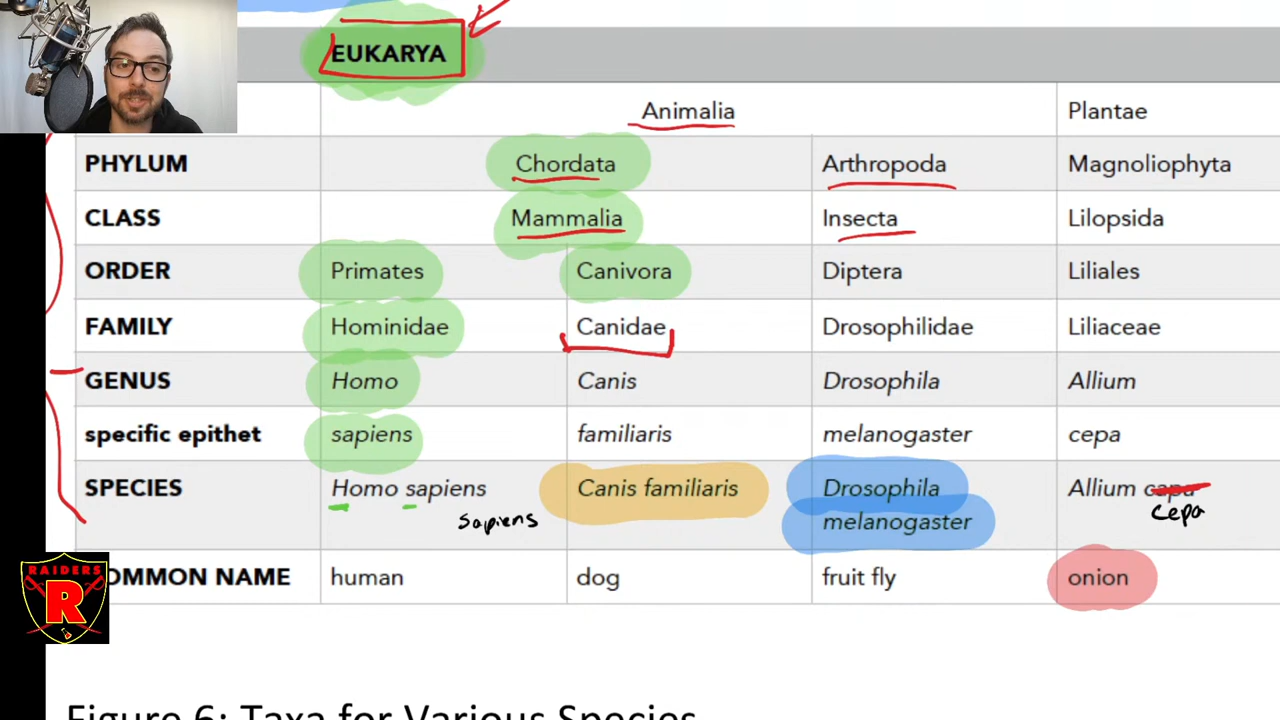 EUKARYA
Animalia Plantae
PHYLUM Chordata Arthropoda Magnoliophyta
CLASS Mammalia Insecta Lilopsida
ORDER Primates Canivora Diptera Liliales
FAMILY Hominidae Canidae Drosophilidae Liliaceae
GENUS Homo Canis Drosophila Allium
specific epithet sapiens familiaris melanogaster cepa
SPECIES Homo sapiens Canis familiaris Drosophila Allium capa
sapiens melanogaster cepa
OMMON NAME human dog fruit fly onion
RAIDERS
R
Figure 6: Taxa for Various Species